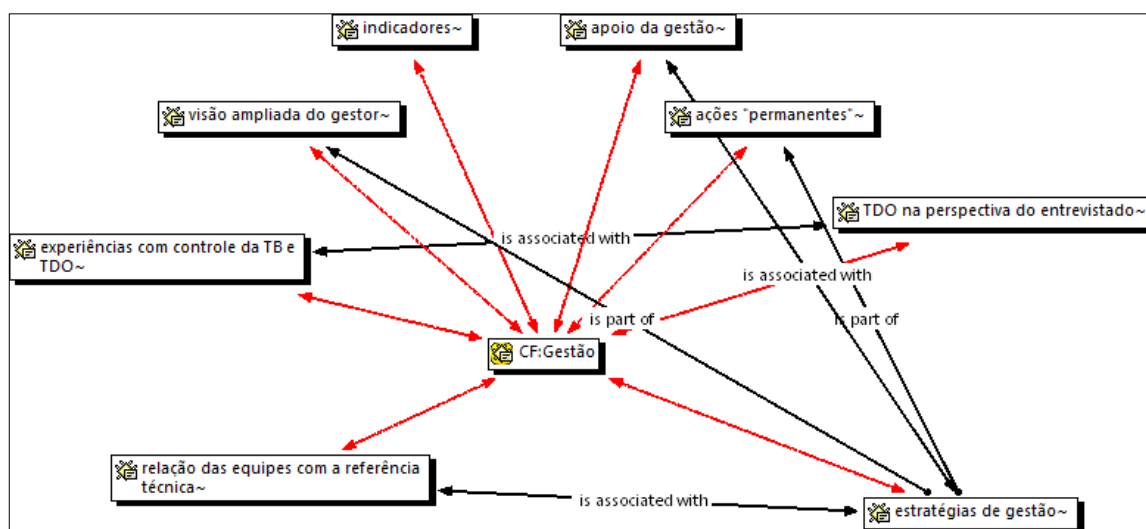 indicadores~
apoio da gestão~
visão ampliada do gestor~
ações "permanentes"~
TDO na perspectiva do entrevistado~
is associated with
experiências com controle da TB e
TDO~
is associated with
is part of
is part of
CF:Gestão
relação das equipes com a referência
técnica~
is associated with
estratégias de gestão~